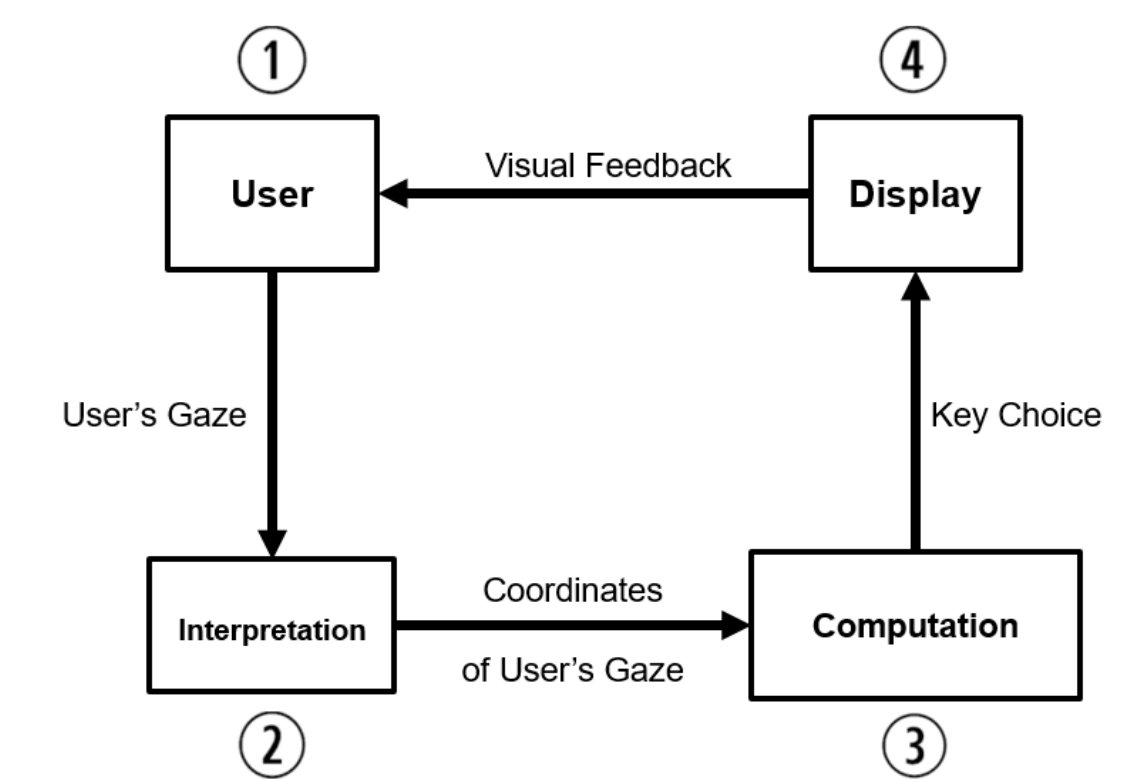 ①
④
User
Visual Feedback
Display
User’s Gaze
Key Choice
Interpretation
Coordinates
of User’s Gaze
Computation
②
③